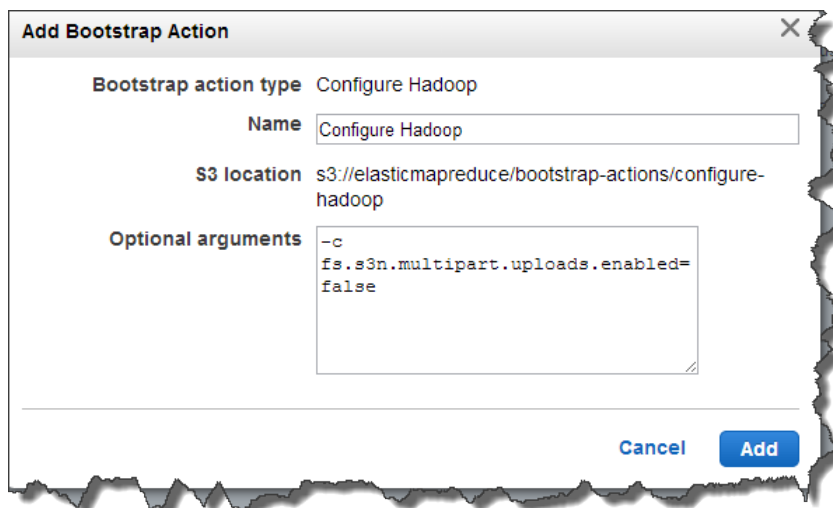 Add Bootstrap Action
Bootstrap action type Configure Hadoop
Name Configure Hadoop
S3 location s3://elasticmapreduce/bootstrap-actions/configure-
hadoop
Optional arguments -c
fs.s3n.multipart.uploads.enabled=
false
Cancel Add